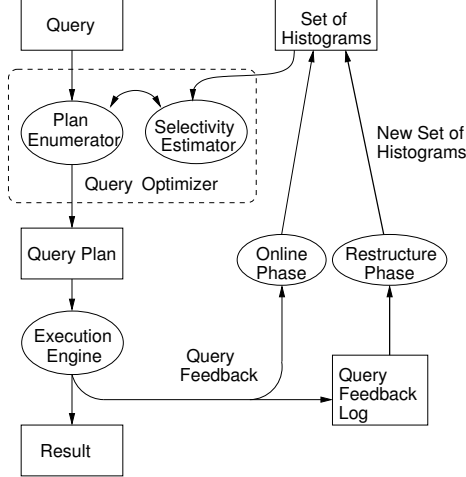 Query
Set of
Histograms
Plan
Enumerator
Selectivity
Estimator
Query Optimizer
New Set of
Histograms
Query Plan
Online
Phase
Restructure
Phase
Execution
Engine
Query
Feedback
Query
Feedback
Log
Result